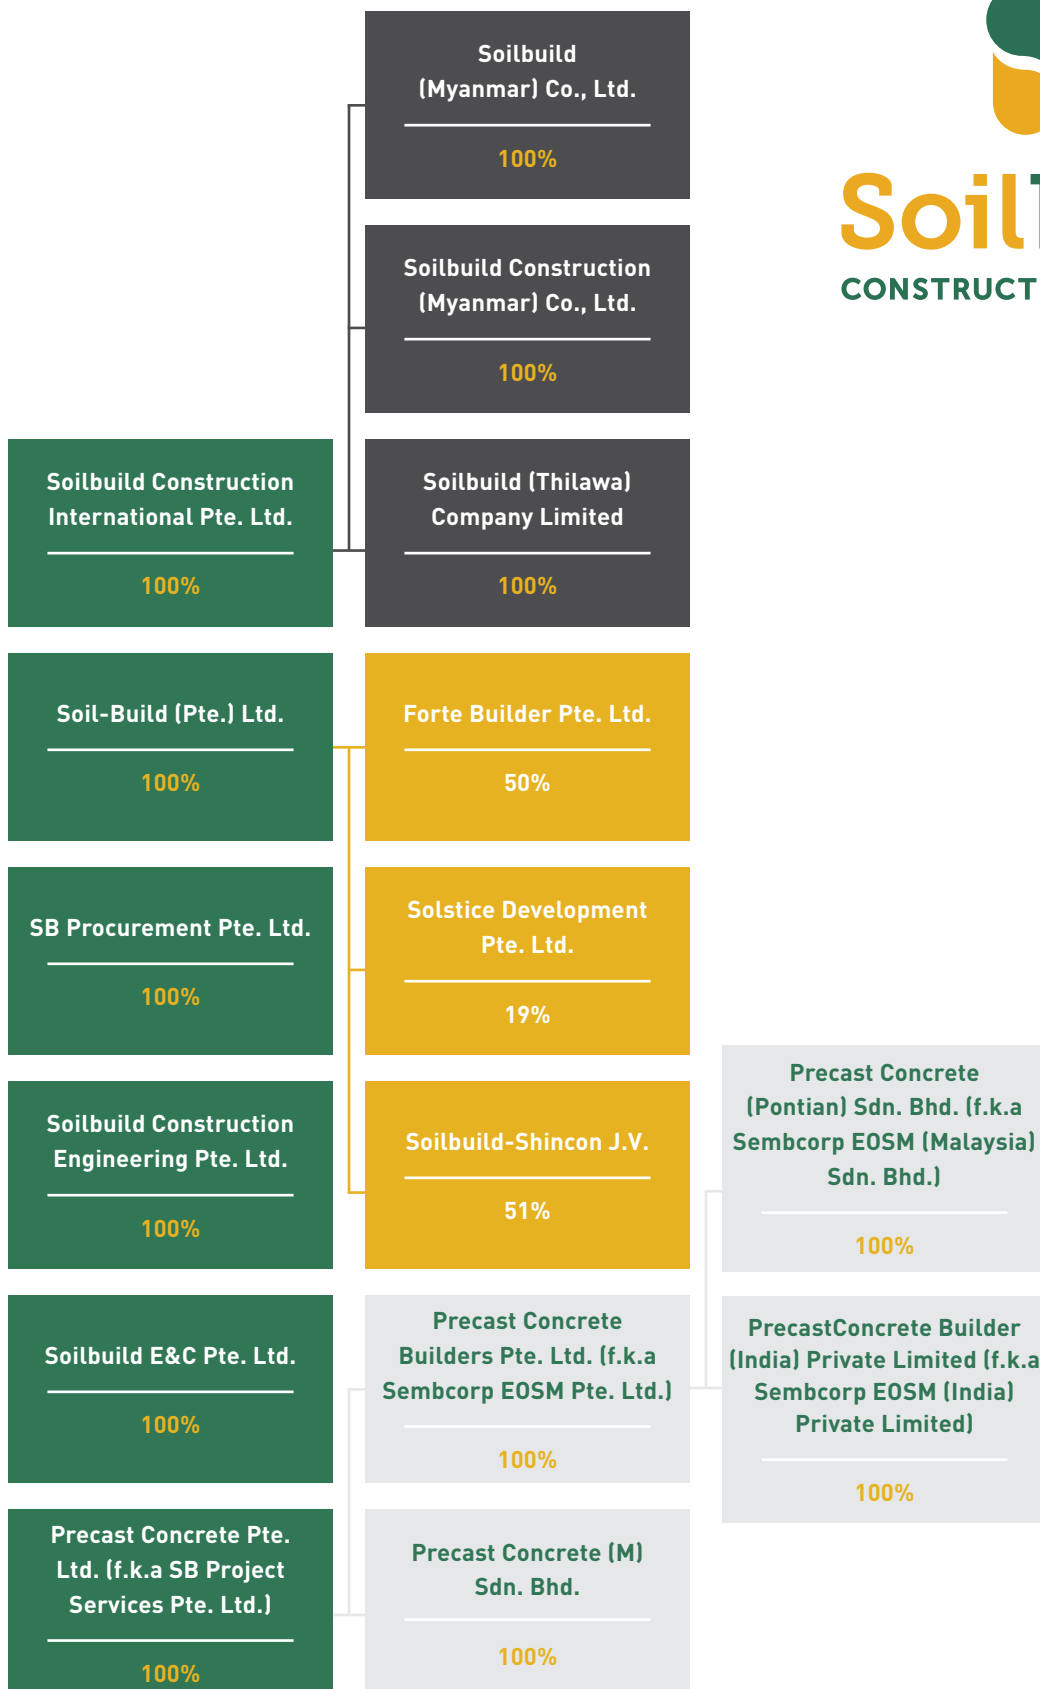 Soilbuild
(Myanmar) Co., Ltd.
100%
Soil
CONSTRUCT
Soilbuild Construction
(Myanmar) Co., Ltd.
100%
Soilbuild Construction
International Pte. Ltd.
100%
Soilbuild (Thilawa)
Company Limited
100%
Soil-Build (Pte.) Ltd.
100%
Forte Builder Pte. Ltd.
50%
SB Procurement Pte. Ltd.
100%
Solstice Development
Pte. Ltd.
19%
Soilbuild Construction
Engineering Pte. Ltd.
100%
Soilbuild-Shincon J.V.
51%
Precast Concrete
(Pontian) Sdn. Bhd. (f.k.a
Sembcorp EOSM (Malaysia)
Sdn. Bhd.)
100%
Soilbuild E&C Pte. Ltd.
100%
Precast Concrete
Builders Pte. Ltd. (f.k.a
Sembcorp EOSM Pte. Ltd.)
100%
PrecastConcrete Builder
(India) Private Limited (f.k.a
Sembcorp EOSM (India)
Private Limited)
100%
Precast Concrete Pte.
Ltd. (f.k.a SB Project
Services Pte. Ltd.)
100%
Precast Concrete (M)
Sdn. Bhd.
100%